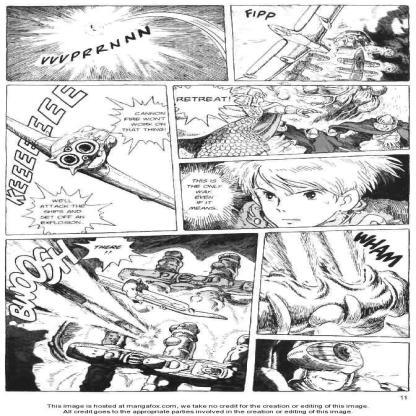 VVVPRRNNN
FIPP
KEEEEEEEE
CANNON
FIRE WON'T
WORK ON
THAT THING!
WE'LL
ATTACK THE
SHIPS AND
SET OFF AN
EXPLOSION.
RETREAT!
THIS IS
THE ONLY
WAY.
EVEN
IF IT
MEANS..
BWOOSH
THERE
!!
WHAM
11
This image is hosted at mangafox.com, we take no credit for the creation or editing of this image.
All credit goes to the appropriate parties involved in the creation or editing of this image.